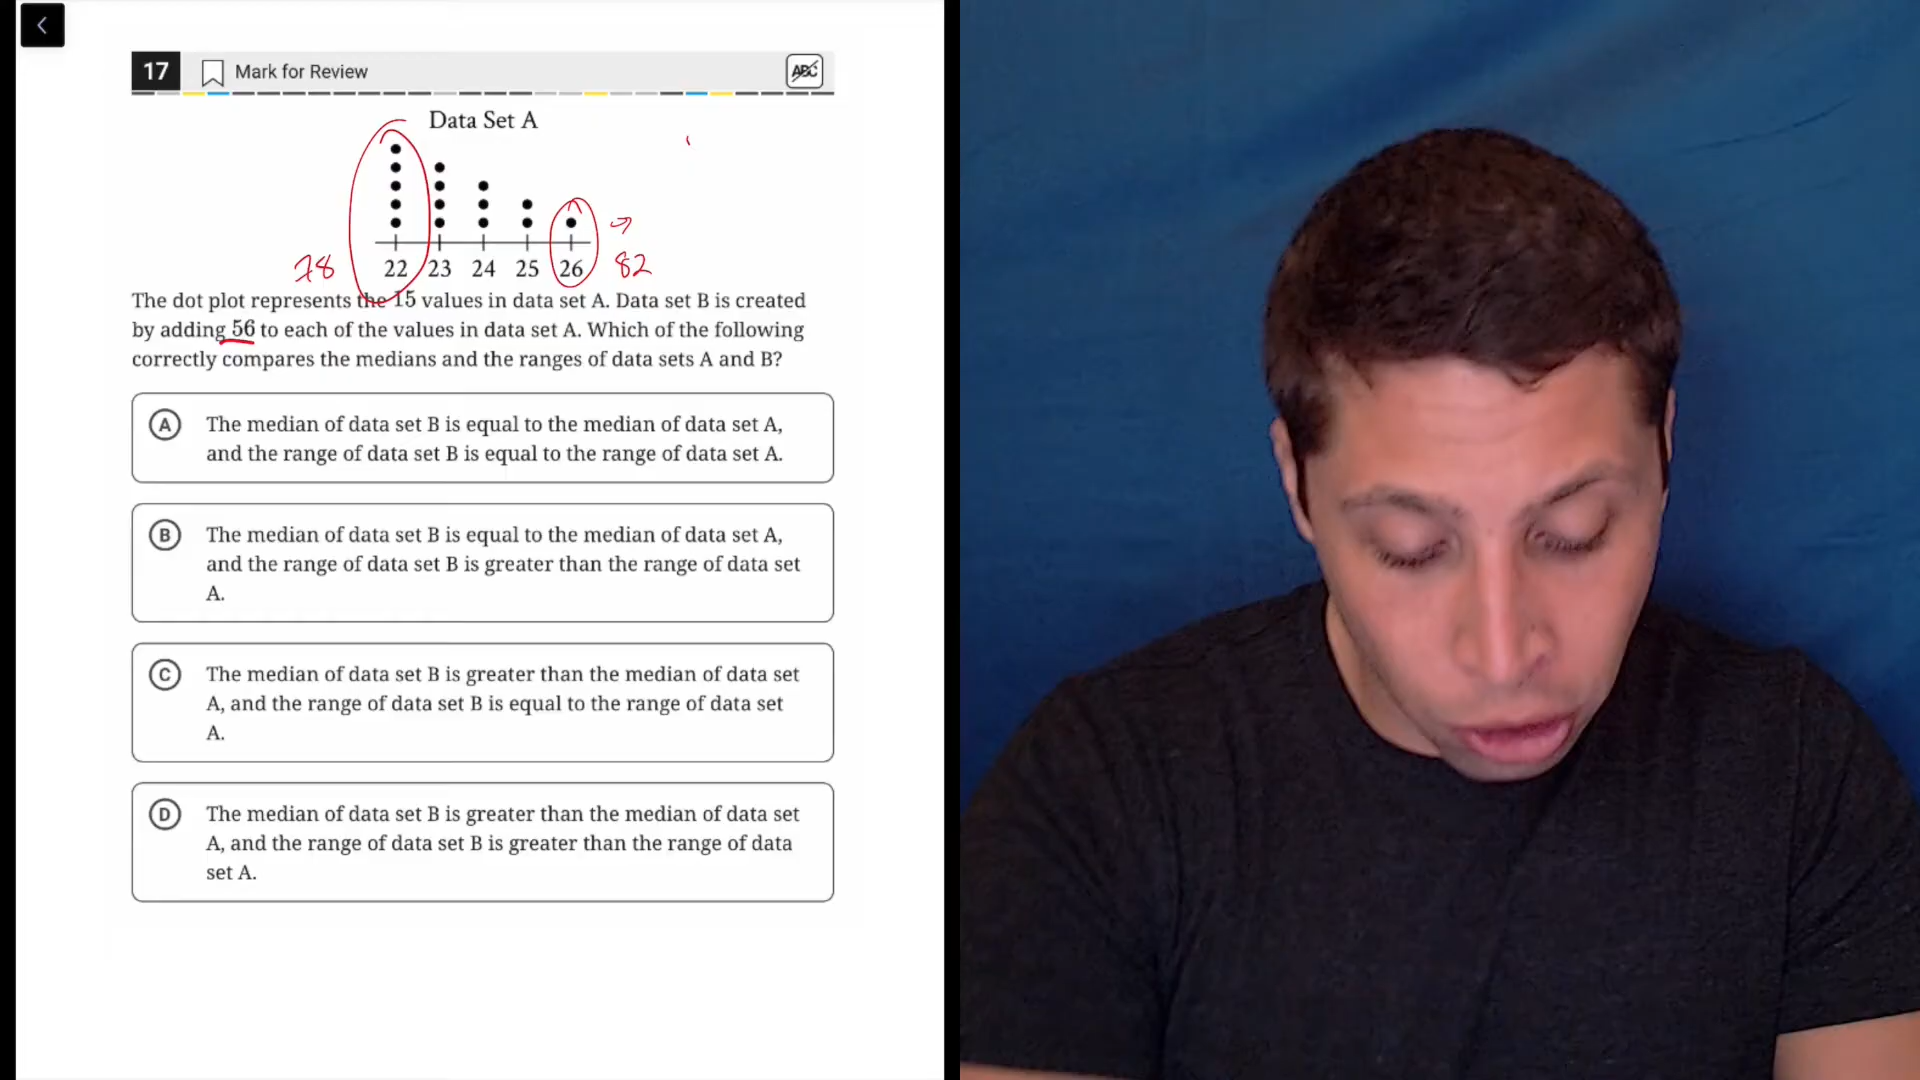 17 Mark for Review ABC
Data Set A
78 22 23 24 25 26 82
The dot plot represents the 15 values in data set A. Data set B is created
by adding 56 to each of the values in data set A. Which of the following
correctly compares the medians and the ranges of data sets A and B?
A The median of data set B is equal to the median of data set A,
and the range of data set B is equal to the range of data set A.
B The median of data set B is equal to the median of data set A,
and the range of data set B is greater than the range of data set
A.
C The median of data set B is greater than the median of data set
A, and the range of data set B is equal to the range of data set
A.
D The median of data set B is greater than the median of data set
A, and the range of data set B is greater than the range of data
set A.